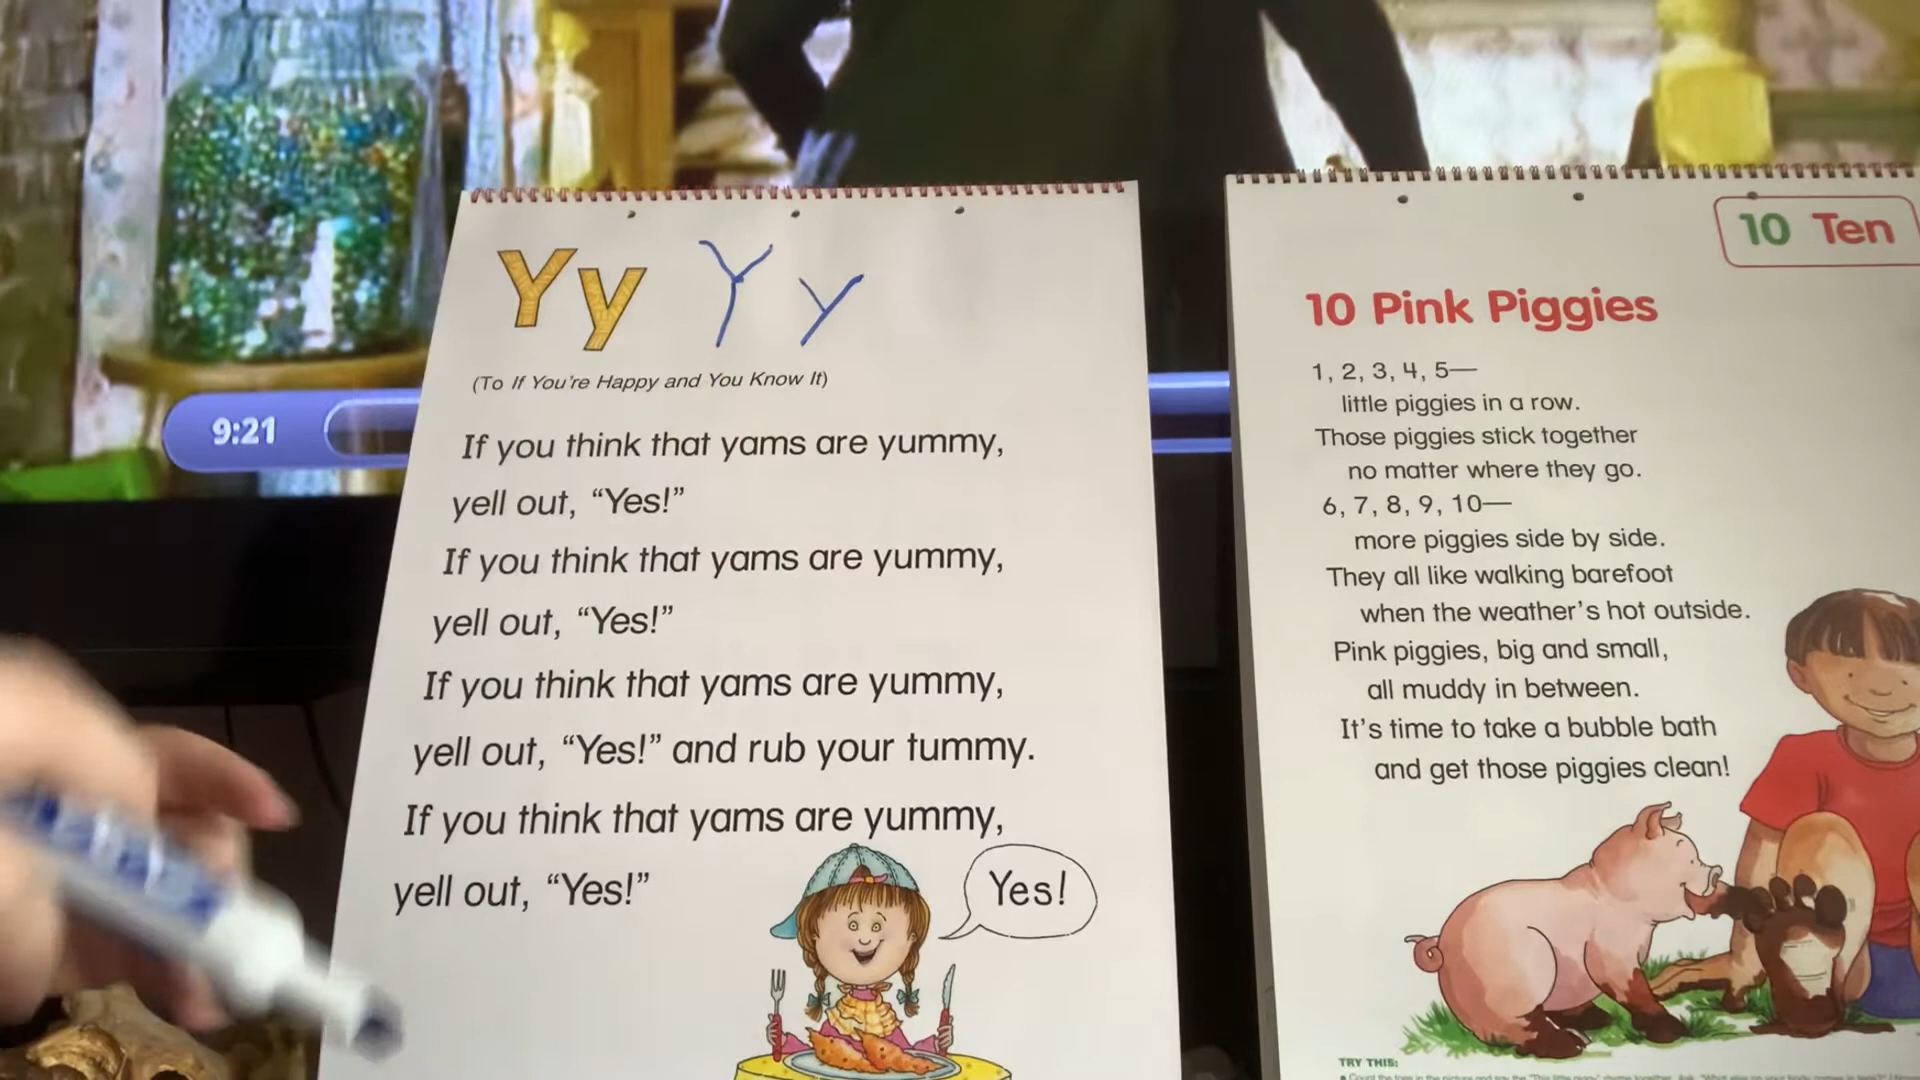 Yy Y y
(To If You're Happy and You Know It)
If you think that yams are yummy,
yell out, “Yes!”
If you think that yams are yummy,
yell out, “Yes!”
If you think that yams are yummy,
yell out, “Yes!” and rub your tummy.
If you think that yams are yummy,
yell out, “Yes!”
Yes!
9:21
10 Ten
10 Pink Piggies
1, 2, 3, 4, 5—
little piggies in a row.
Those piggies stick together
no matter where they go.
6, 7, 8, 9, 10—
more piggies side by side.
They all like walking barefoot
when the weather's hot outside.
Pink piggies, big and small,
all muddy in between.
It's time to take a bubble bath
and get those piggies clean!
TRY THIS: